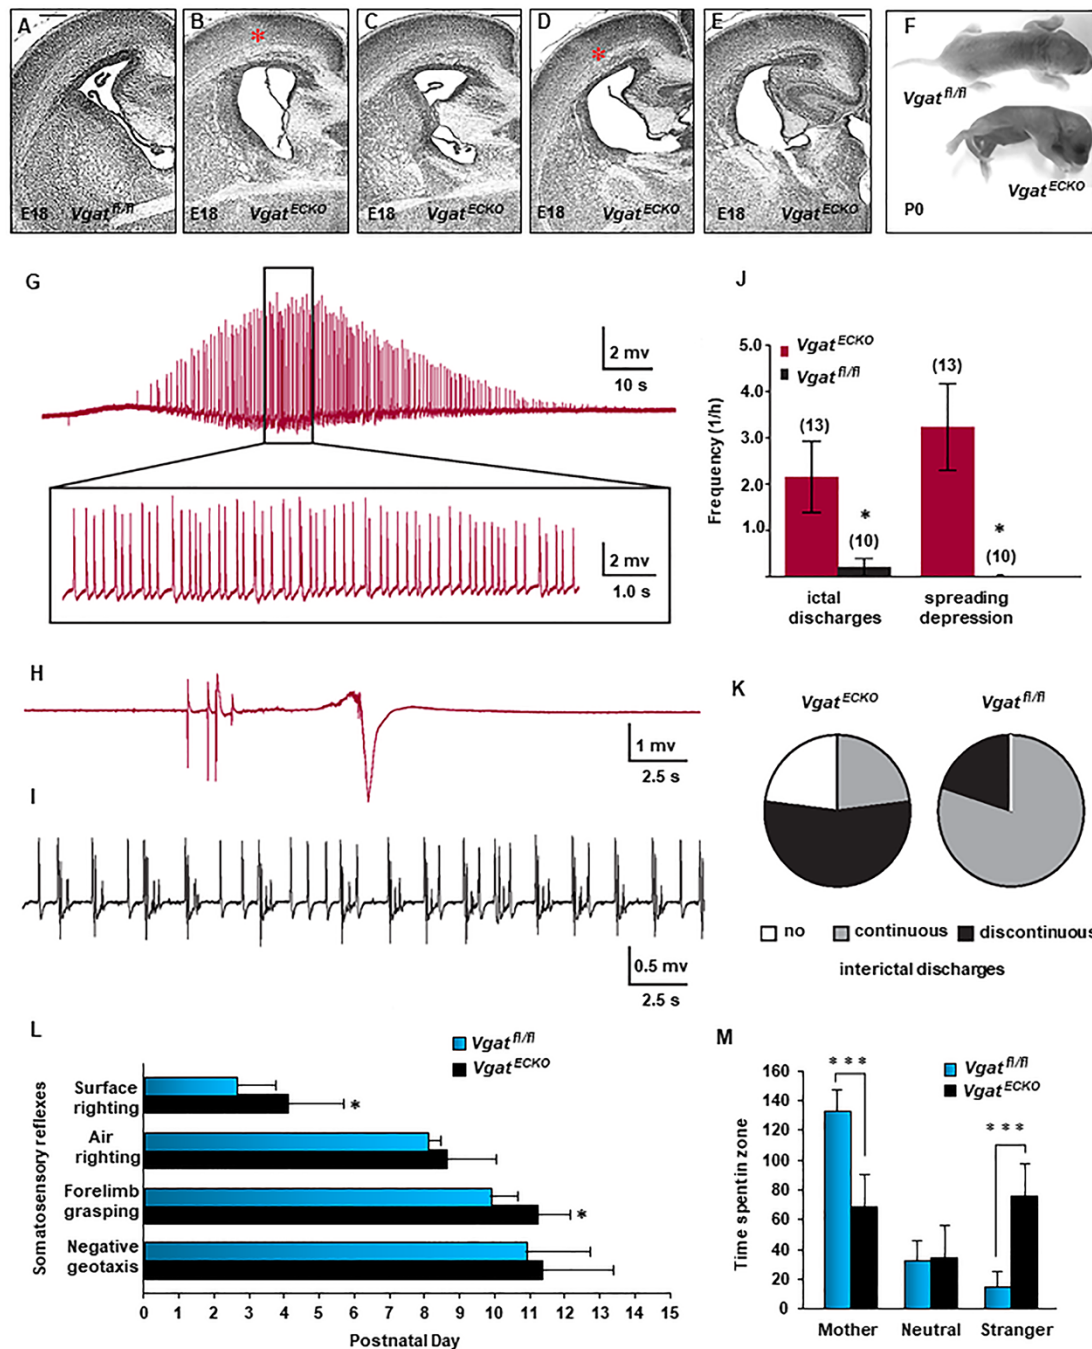 A B C D E F
E18 Vgat fl/fl
E18 Vgat ECKO
E18 Vgat ECKO
E18 Vgat ECKO
E18 Vgat ECKO
Vgat fl/fl
Vgat ECKO
P0
G
2 mv
10 s
2 mv
1.0 s
J
Vgat ECKO
Vgat fl/fl
5.0
4.0
3.0
2.0
1.0
Frequency (1/h)
(13)
*
(10)
(13)
*
(10)
ictal
discharges
spreading
depression
H
1 mv
2.5 s
I
0.5 mv
2.5 s
K
Vgat ECKO
Vgat fl/fl
no
continuous
discontinuous
interictal discharges
L
Vgat fl/fl
Vgat ECKO
Somatosensory reflexes
Surface
righting
*
Air
righting
Forelimb
grasping
*
Negative
geotaxis
0 1 2 3 4 5 6 7 8 9 10 11 12 13 14 15
Postnatal Day
M
Vgat fl/fl
Vgat ECKO
160
140
120
100
80
60
40
20
0
Time spentin zone
***
***
Mother Neutral Stranger